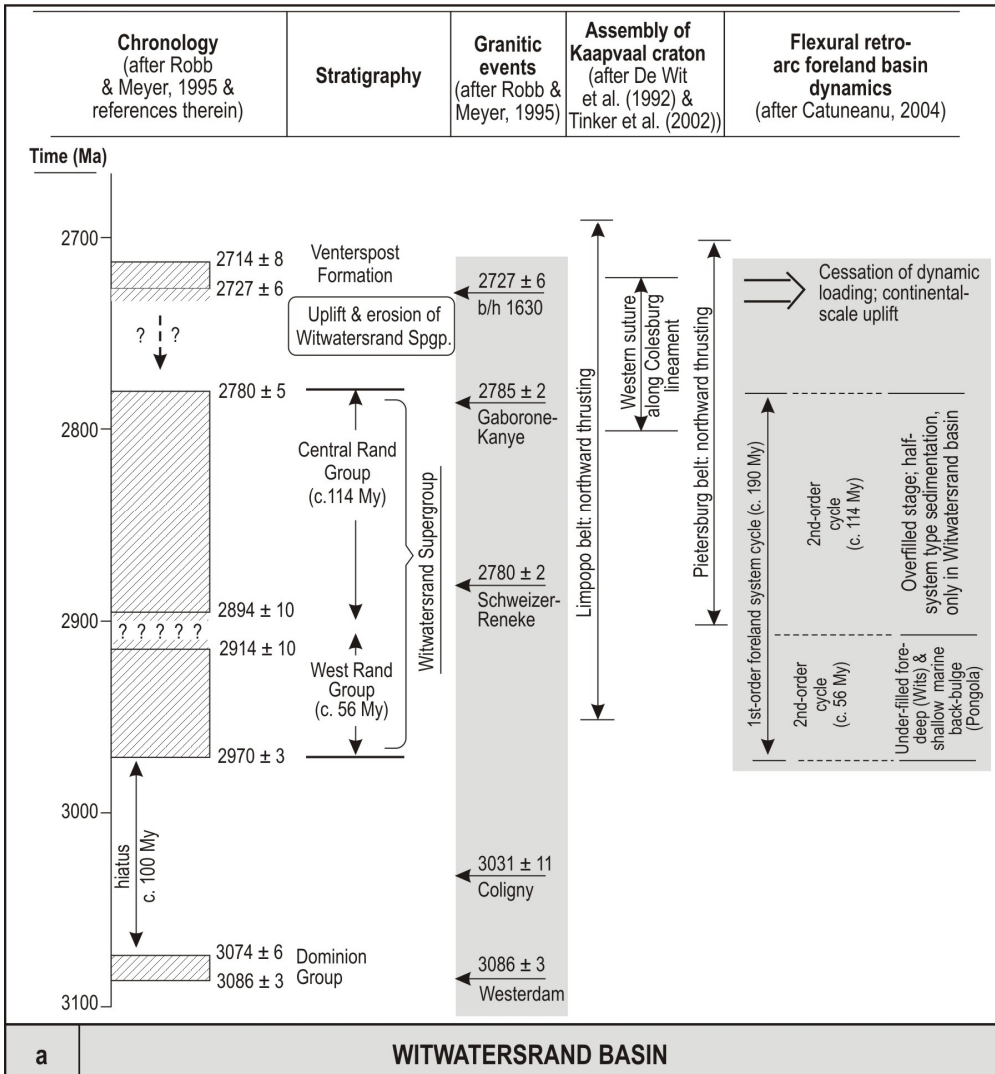 Chronology
(after Robb
& Meyer, 1995 &
references therein)
Stratigraphy
Granitic
events
(after Robb &
Meyer, 1995)
Assembly of
Kaapvaal craton
(after De Wit
et al. (1992) &
Tinker et al. (2002))
Flexural retro-
arc foreland basin
dynamics
(after Catuneanu, 2004)
Time (Ma)
2700
2800
2900
3000
3100
2714 ± 8
2727 ± 6
? ?
2780 ± 5
2894 ± 10
? ? ? ? ?
2914 ± 10
2970 ± 3
hiatus
c. 100 My
3074 ± 6
3086 ± 3
Venterspost
Formation
Uplift & erosion of
Witwatersrand Spgp.
Central Rand
Group
(c.114 My)
West Rand
Group
(c. 56 My)
Witwatersrand Supergroup
Dominion
Group
2727 ± 6
b/h 1630
2785 ± 2
Gaborone-
Kanye
2780 ± 2
Schweizer-
Reneke
3031 ± 11
Coligny
3086 ± 3
Westerdam
Limpopo belt: northward thrusting
Western suture
along Colesburg
lineament
Pietersburg belt: northward thrusting
Cessation of dynamic
loading; continental-
scale uplift
1st-order foreland system cycle (c. 190 My)
2nd-order
cycle
(c. 114 My)
Overfilled stage; half-
system type sedimentation,
only in Witwatersrand basin
2nd-order
cycle
(c. 56 My)
Under-filled fore-
deep (Wits) &
shallow marine
back-bulge
(Pongola)
a
WITWATERSRAND BASIN